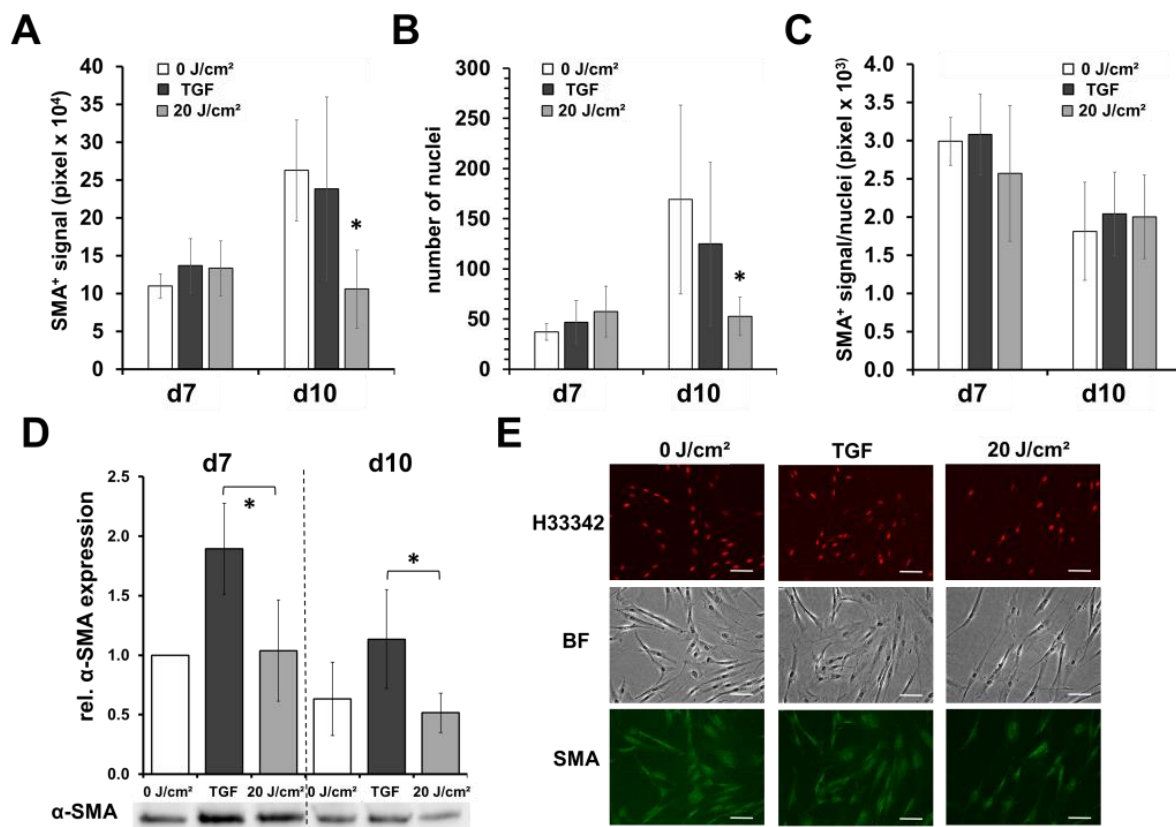 A
SMA⁺ signal (pixel x 10⁴)
40
35
30
25
20
15
10
5
0
0 J/cm²
TGF
20 J/cm²
*
d7 d10
B
number of nuclei
300
250
200
150
100
50
0
0 J/cm²
TGF
20 J/cm²
*
d7 d10
C
SMA⁺ signal/nuclei (pixel x 10³)
4.0
3.5
3.0
2.5
2.0
1.5
1.0
0.5
0.0
0 J/cm²
TGF
20 J/cm²
d7 d10
D
d7 d10
rel. α-SMA expression
2.5
2.0
1.5
1.0
0.5
0.0
*
*
0 J/cm² TGF 20 J/cm² 0 J/cm² TGF 20 J/cm²
α-SMA
E
0 J/cm² TGF 20 J/cm²
H33342
BF
SMA